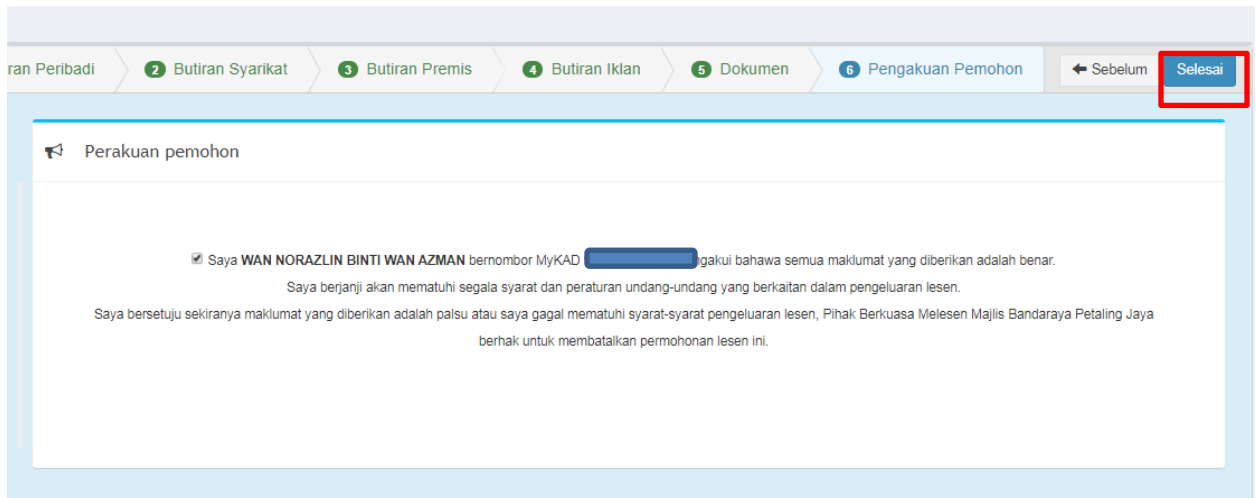 ran Peribadi 2 Butiran Syarikat 3 Butiran Premis 4 Butiran Iklan 5 Dokumen 6 Pengakuan Pemohon Sebelum Selesai
Perakuan pemohon
Saya WAN NORAZLIN BINTI WAN AZMAN bernombor MyKAD ngakui bahawa semua maklumat yang diberikan adalah benar.
Saya berjanji akan mematuhi segala syarat dan peraturan undang-undang yang berkaitan dalam pengeluaran lesen.
Saya bersetuju sekiranya maklumat yang diberikan adalah palsu atau saya gagal mematuhi syarat-syarat pengeluaran lesen, Pihak Berkuasa Melesen Majlis Bandaraya Petaling Jaya
berhak untuk membatalkan permohonan lesen ini.